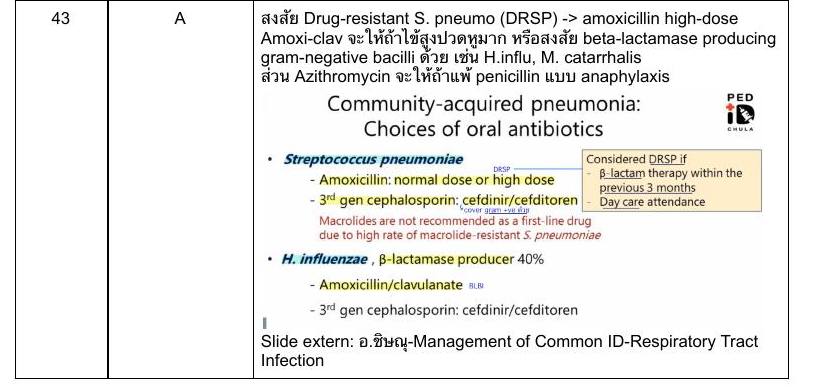 43
A
สงสัย Drug-resistant S. pneumo (DRSP) -> amoxicillin high-dose
Amoxi-clav จะให้ถ้าไข้สูงปวดหูมาก หรือสงสัย beta-lactamase producing
gram-negative bacilli ด้วย เช่น H.influ, M. catarrhalis
ส่วน Azithromycin จะให้ถ้าแพ้ penicillin แบบ anaphylaxis
Community-acquired pneumonia:
Choices of oral antibiotics
PED
ID
CHULA
• Streptococcus pneumoniae
DRSP
- Amoxicillin: normal dose or high dose
- 3rd gen cephalosporin: cefdinir/cefditoren
cover gram +ve ด้วย
Macrolides are not recommended as a first-line drug
due to high rate of macrolide-resistant S. pneumoniae
Considered DRSP if
- β-lactam therapy within the
previous 3 months
- Day care attendance
• H. influenzae , β-lactamase producer 40%
- Amoxicillin/clavulanate BLBI
- 3rd gen cephalosporin: cefdinir/cefditoren
Slide extern: อ.ชิษณุ-Management of Common ID-Respiratory Tract
Infection